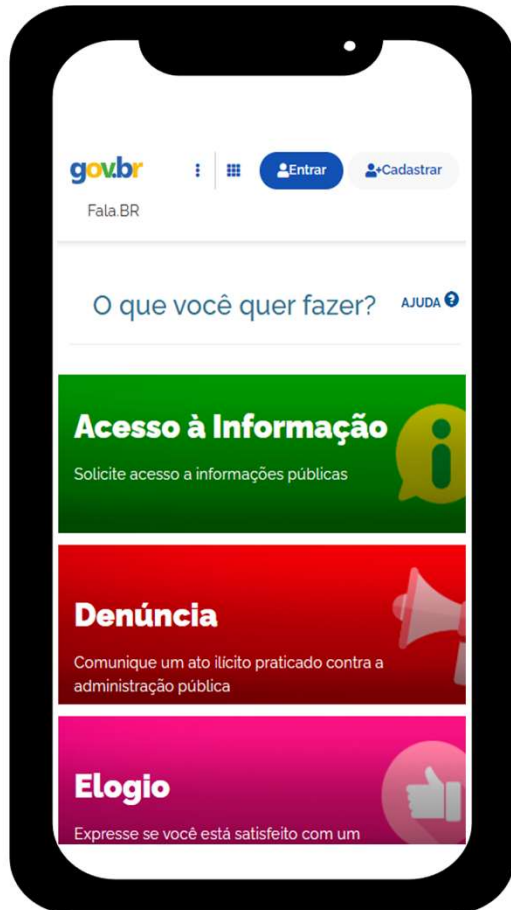 gov.br
Entrar
Cadastrar
Fala.BR
O que você quer fazer?
AJUDA
Acesso à Informação
Solicite acesso a informações públicas
Denúncia
Comunique um ato ilícito praticado contra a
administração pública
Elogio
Expresse se você está satisfeito com um